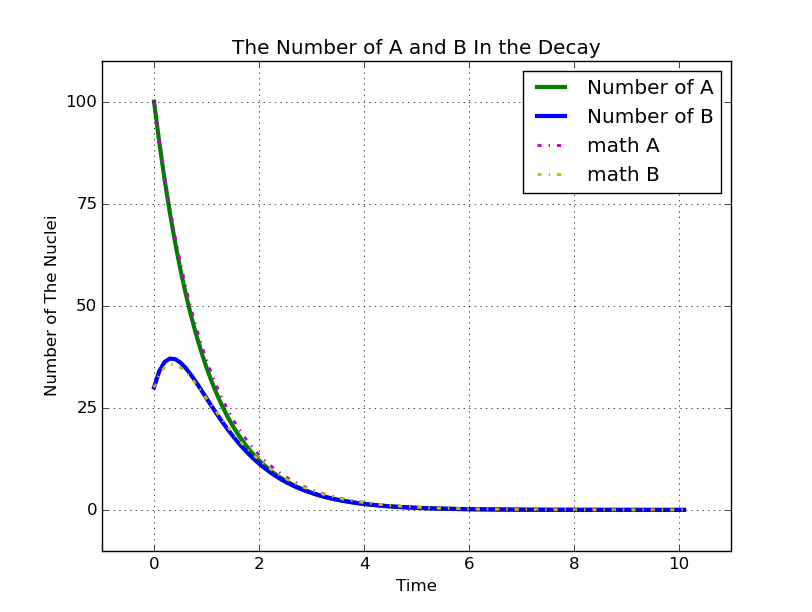 The Number of A and B In the Decay
Number of A
Number of B
math A
math B
100
75
50
25
0
Number of The Nuclei
0 2 4 6 8 10
Time